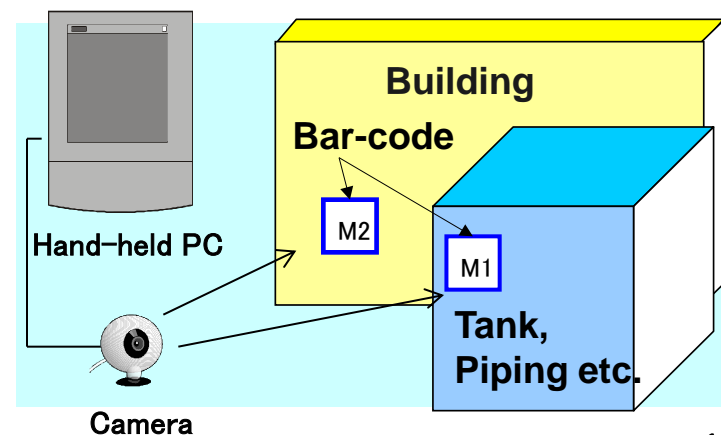 Building
Bar-code
M2
M1
Hand-held PC
Tank,
Piping etc.
Camera